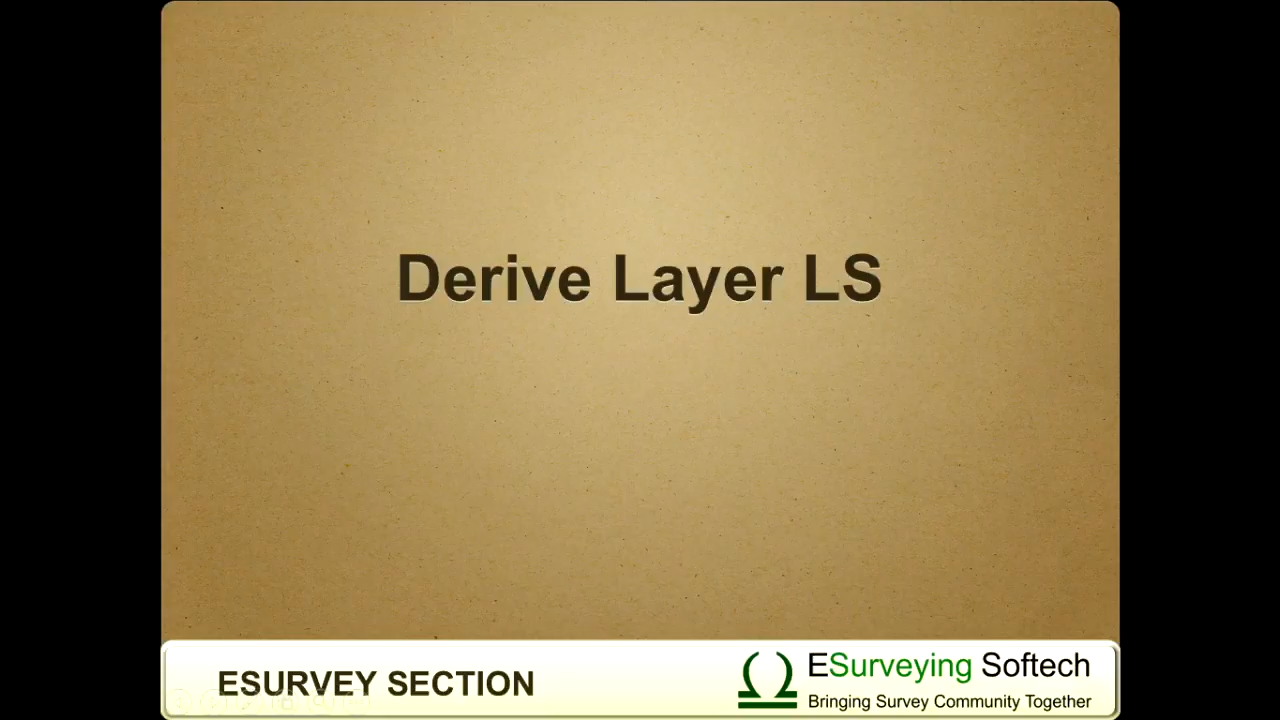 Derive Layer LS
ESURVEY SECTION
ESurveying Softech
Bringing Survey Community Together